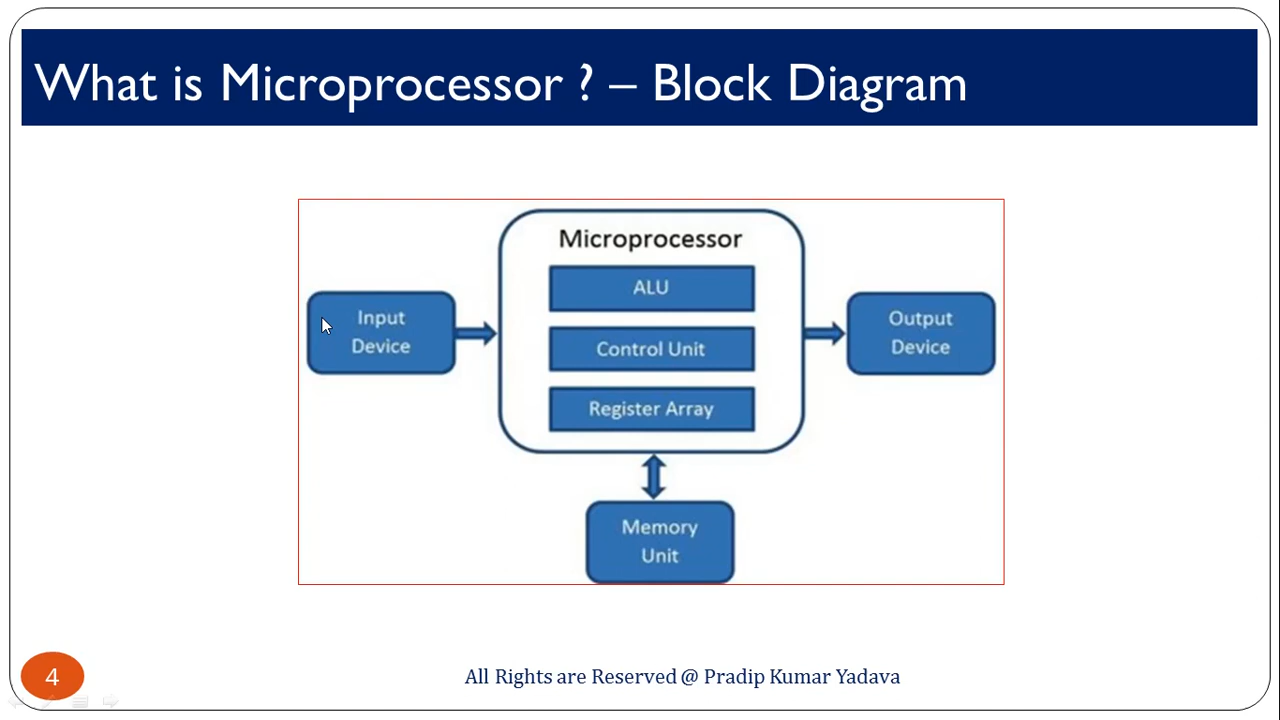 What is Microprocessor ? – Block Diagram
Microprocessor
ALU
Input
Device
Control Unit
Output
Device
Register Array
Memory
Unit
4
All Rights are Reserved @ Pradip Kumar Yadava